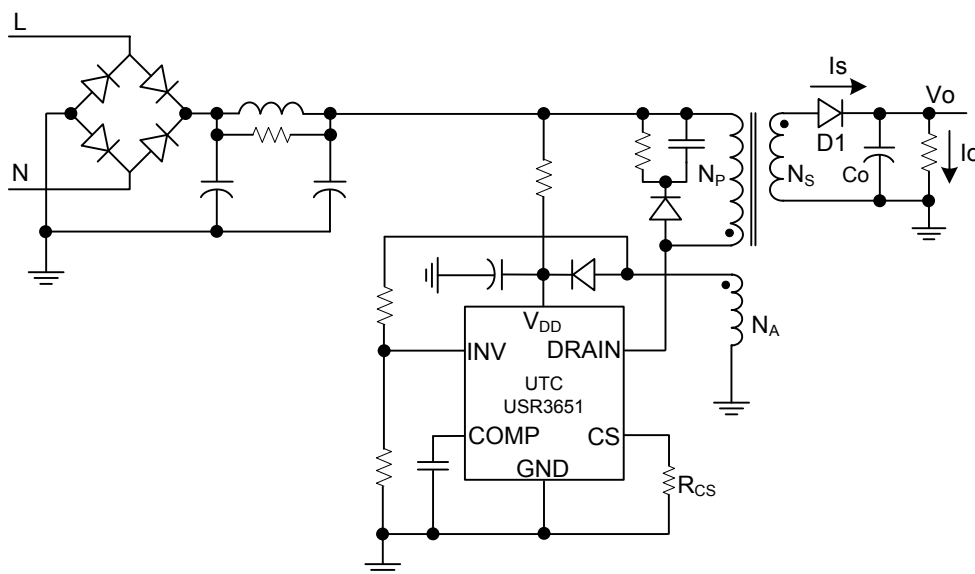 L
N
Is
Vo
Io
D1
Co
NP
NS
NA
VDD
INV
DRAIN
UTC
USR3651
COMP
CS
GND
RCS